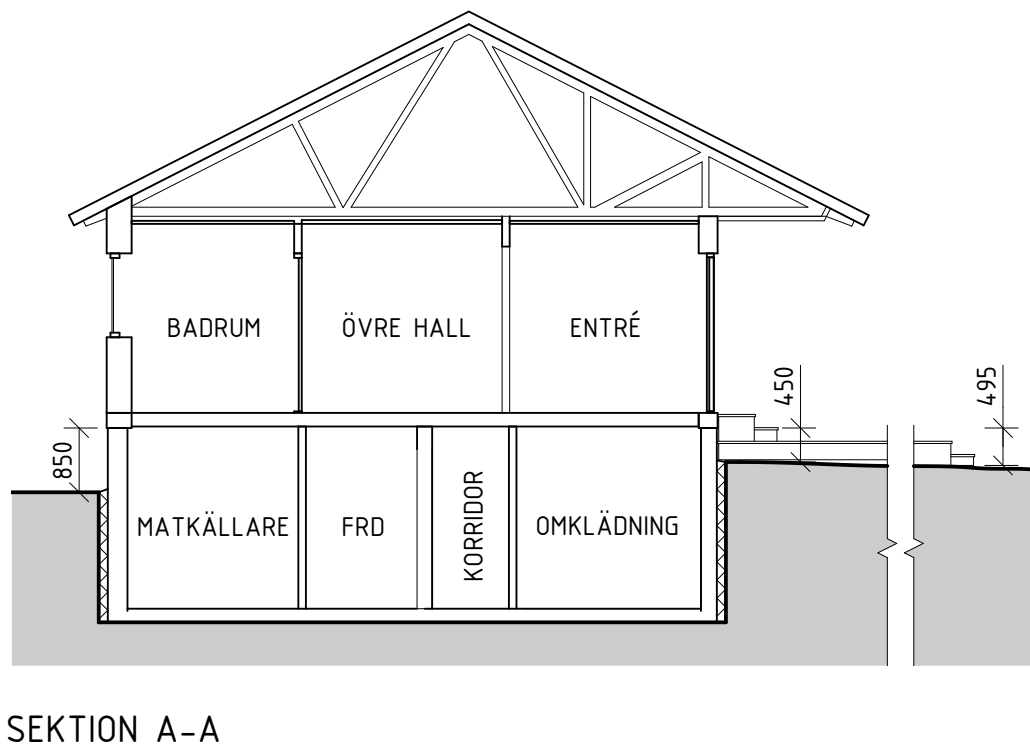 BADRUM
ÖVRE HALL
ENTRÉ
450
495
850
MATKÄLLARE
FRD
KORRIDOR
OMKLÄDNING
SEKTION A-A